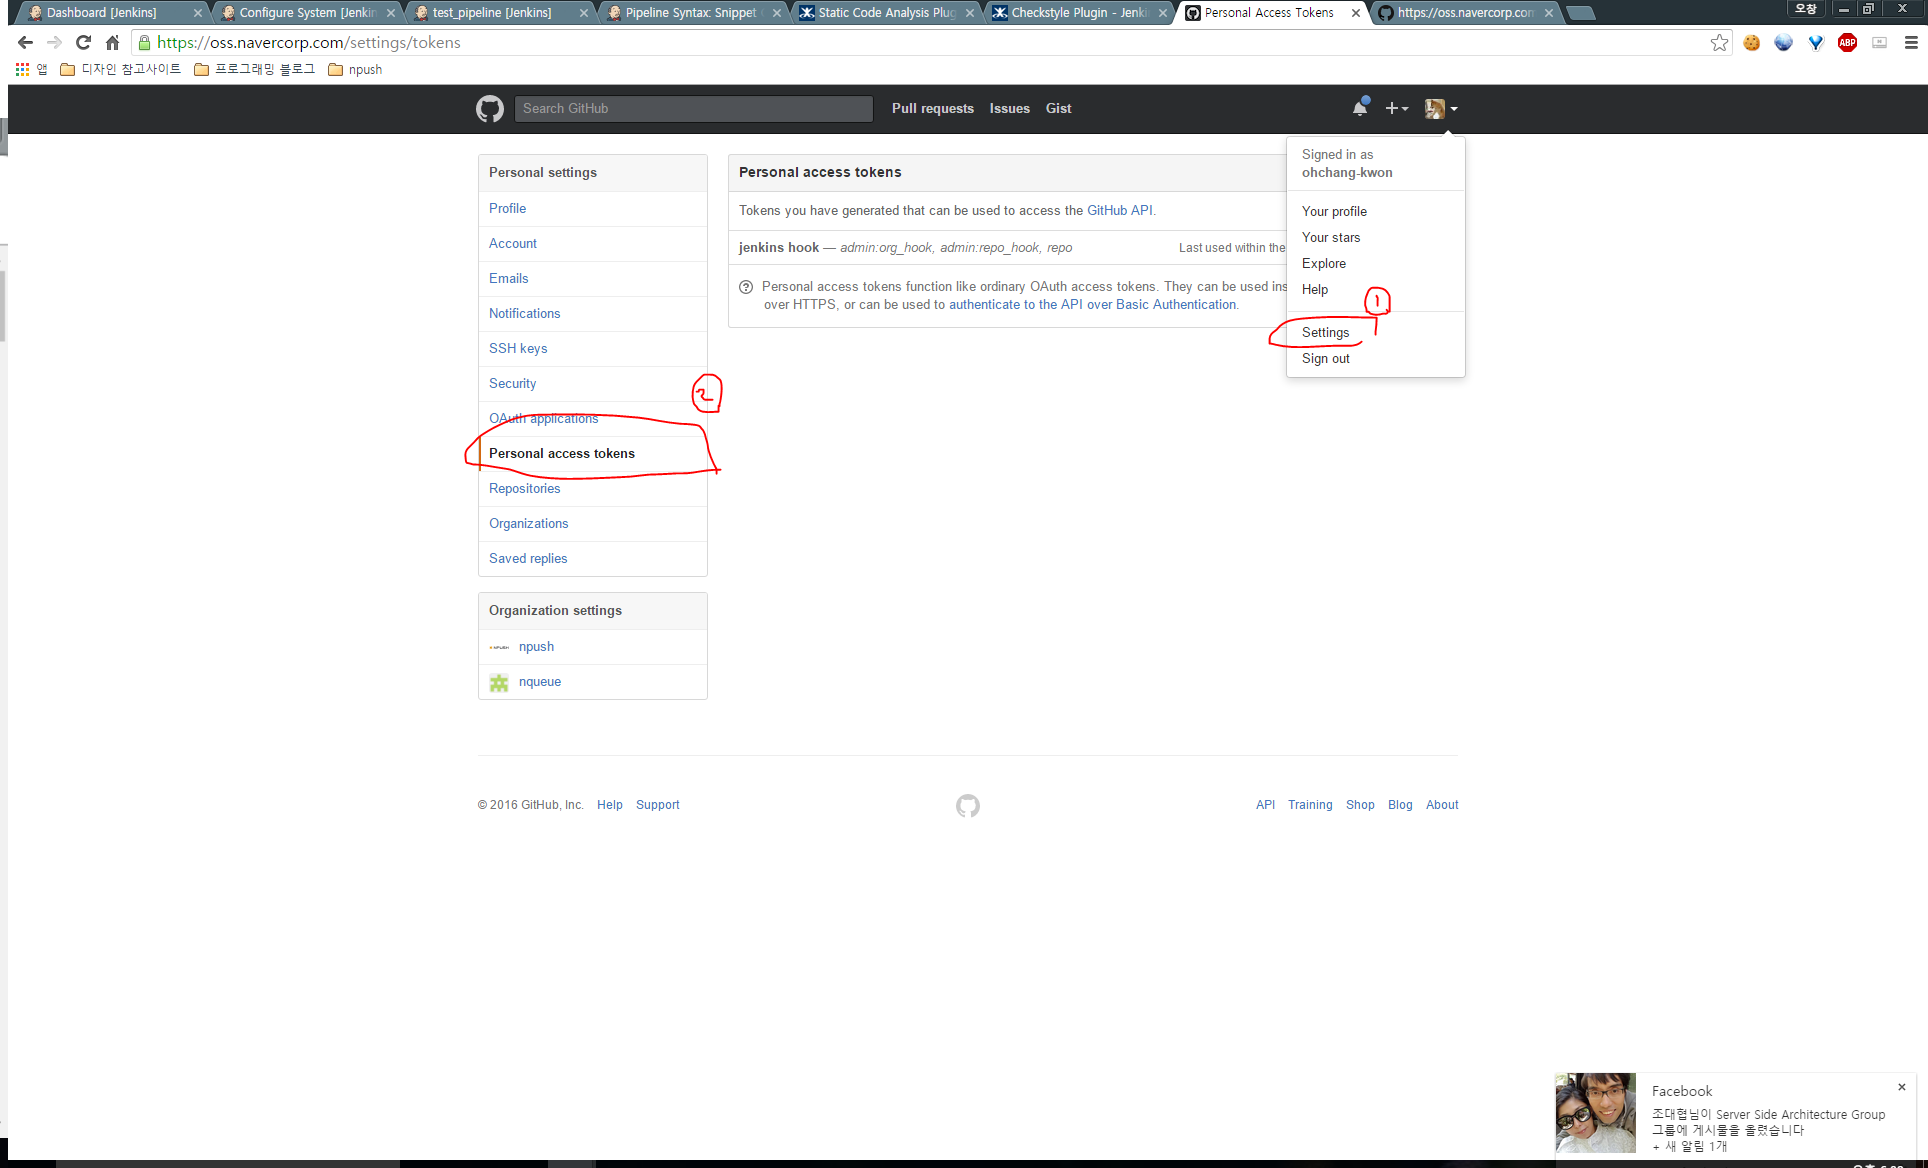 Dashboard [Jenkins]
Configure System [Jenkin
test_pipeline [Jenkins]
Pipeline Syntax: Snippet
Static Code Analysis Plug
Checkstyle Plugin - Jenki
Personal Access Tokens
https://oss.navercorp.com
오창
https://oss.navercorp.com/settings/tokens
ABP
앱
디자인 참고사이트
프로그래밍 블로그
npush
Search GitHub
Pull requests
Issues
Gist
Signed in as
ohchang-kwon
Your profile
Your stars
Explore
Help
1
Settings
Sign out
Personal settings
Profile
Account
Emails
Notifications
SSH keys
Security
2
OAuth applications
Personal access tokens
Repositories
Organizations
Saved replies
Organization settings
npush
nqueue
Personal access tokens
Tokens you have generated that can be used to access the GitHub API.
jenkins hook — admin:org_hook, admin:repo_hook, repo
Last used within the
Personal access tokens function like ordinary OAuth access tokens. They can be used ins
over HTTPS, or can be used to authenticate to the API over Basic Authentication.
© 2016 GitHub, Inc.
Help
Support
API
Training
Shop
Blog
About
Facebook
조대협님이 Server Side Architecture Group
그룹에 게시물을 올렸습니다
+ 새 알림 1개